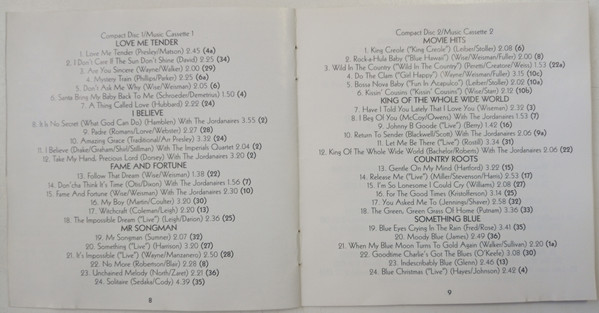 Compact Disc 1/Music Cassette 1
LOVE ME TENDER
1. Love Me Tender (Presley/Matson) 2.45 (4a)
2. I Don't Care If The Sun Don't Shine (David) 2.25 (34)
3. Are You Sincere (Wayne/Walker) 2.00 (29)
4. Mystery Train (Phillips/Parker) 2.25 (6a)
5. Don't Ask Me Why (Wise/Weisman) 2.05 (6)
6. Santa Bring My Baby Back To Me (Schroeder/Demetrius) 1.50 (4)
7. A Thing Called Love (Hubbard) 2.22 (24)
I BELIEVE
8. It Is No Secret (What God Can Do) (Hamblen) With The Jordanaires 3.55 (2)
9. Padre (Romans/Larue/Webster) 2.27 (28)
10. Amazing Grace (Traditional/Arr Presley) 3.32 (24)
11. I Believe (Drake/Graham/Shirl/Stillman) With The Imperials Quartet 2.04 (2)
12. Take My Hand, Precious Lord (Dorsey) With The Jordanaires 3.20 (2)
FAME AND FORTUNE
13. Follow That Dream (Wise/Weisman) 1.38 (22)
14. Don'cha Think It's Time (Otis/Dixon) With The Jordanaires 1.56 (7)
15. Fame And Fortune (Wise/Weisman) With The Jordanaires 2.30 (10)
16. My Boy (Martin/Coulter) 3.20 (30)
17. Witchcraft (Coleman/Leigh) 2.20 (13)
18. The Impossible Dream ("Live") (Leigh/Darion) 2.36 (25)
MR SONGMAN
19. Mr Songman (Sumner) 2.07 (32)
20. Something ("Live") (Harrison) 3.20 (27)
21. It's Impossible ("Live") (Wayne/Manzanero) 2.50 (28)
22. No More (Robertson/Blair) 2.28 (8)
23. Unchained Melody (North/Zaret) 2.21 (36)
24. Solitaire (Sedaka/Cody) 4.39 (35)
8
Compact Disc 2/Music Cassette 2
MOVIE HITS
1. King Creole ("King Creole") (Leiber/Stoller) 2.08 (6)
2. Rock-a-Hula Baby ("Blue Hawaii") (Wise/Weisman/Fuller) 2.00 (8)
3. Wild In The Country ("Wild In The Country") (Peretti/Creatore/Weiss) 1.53 (22a)
4. Do The Clam ("Girl Happy") (Wayne/Weisman/Fuller) 3.15 (10c)
5. Bossa Nova Baby ("Fun In Acapulco") (Leiber/Stoller) 2.02 (10c)
6. Kissin' Cousins ("Kissin' Cousins") (Wise/Starr) 2.12 (10b)
KING OF THE WHOLE WIDE WORLD
7. Have I Told You Lately That I Love You (Wiseman) 2.32 (3)
8. I Beg Of You (McCoy/Owens) With The Jordanaires 1.53 (7)
9. Johnny B Goode ("Live") (Berry) 1.42 (16)
10. Return To Sender (Blackwell/Scott) With The Jordanaires 2.06 (9a)
11. Let Me Be There ("Live") (Rostill) 3.34 (31)
12. King Of The Whole Wide World (Bachelor/Roberts) With The Jordanaires 2.06 (22)
COUNTRY ROOTS
13. Gentle On My Mind (Hartford) 3.22 (15)
14. Release Me ("Live") (Miller/Stevenson/Harris) 2.53 (17)
15. I'm So Lonesome I Could Cry (Williams) 2.08 (27)
16. For The Good Times (Kristofferson) 3.14 (25)
17. You Asked Me To (Jennings/Shaver) 2.58 (32)
18. The Green, Green Grass Of Home (Putnam) 3.36 (33)
SOMETHING BLUE
19. Blue Eyes Crying In The Rain (Fred/Rose) 3.41 (35)
20. Moody Blue (James) 2.49 (36)
21. When My Blue Moon Turns To Gold Again (Walker/Sullivan) 2.20 (1a)
22. Goodtime Charlie's Got The Blues (O'Keefe) 3.08 (30)
23. Indescribably Blue (Glenn) 2.46 (13)
24. Blue Christmas ("Live") (Hayes/Johnson) 2.42 (4)
9